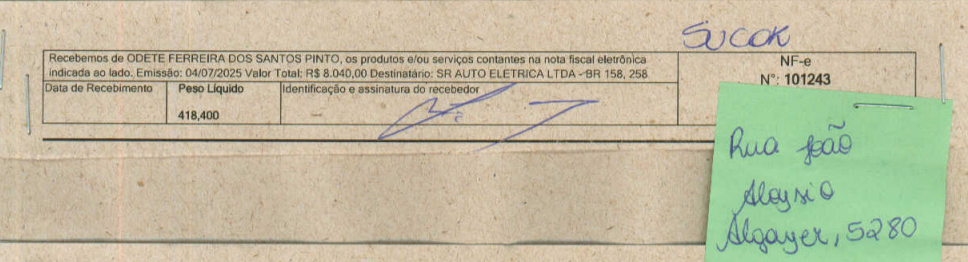 SUCOK
Recebemos de ODETE FERREIRA DOS SANTOS PINTO, os produtos e/ou serviços contantes na nota fiscal eletrônica
indicada ao lado. Emissão: 04/07/2025 Valor Total: R$ 8.040,00 Destinatário: SR AUTO ELETRICA LTDA - BR 158, 258
NF-e
N°: 101243
Data de Recebimento
Peso Líquido
Identificação e assinatura do recebedor
418,400
Rua João
Aloysio
Algayer, 5280